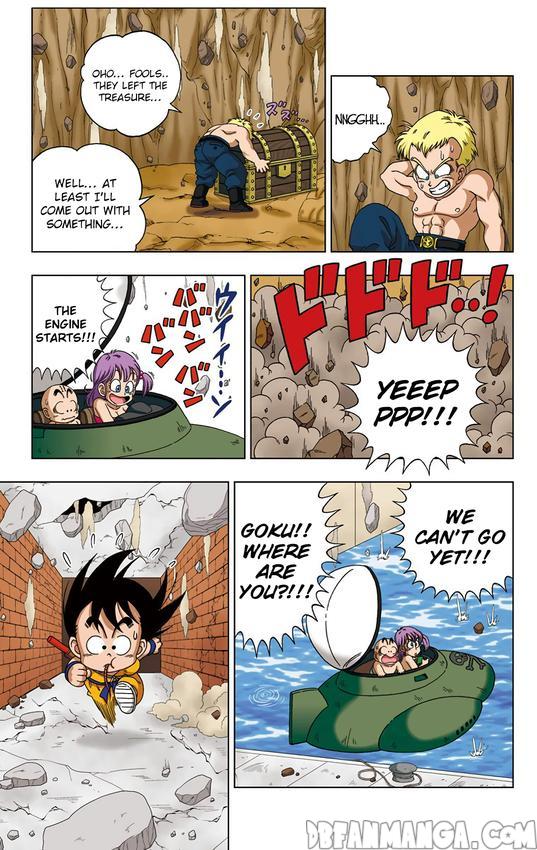 OHO... FOOLS..
THEY LEFT THE
TREASURE...
ズズ..
WELL... AT
LEAST I'LL
COME OUT WITH
SOMETHING...
NNGGHH..
THE
ENGINE
STARTS!!!
バババンバン
ウイイ...ン
ドドド..!
YEEEP
PPP!!!
GOKU!!
WHERE
ARE
YOU?!!!
WE
CAN'T GO
YET!!!
DBFANMANGA.COM